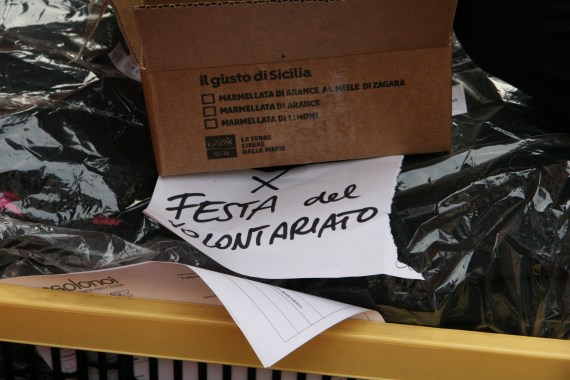 il gusto di Sicilia
MARMELLATA DI ARANCE AL MIELE DI ZAGARA
MARMELLATA DI ARANCE
MARMELLATA DI LIMONI
LE TERRE
LIBERE
DALLE MAFIE
X
FESTA del
VOLONTARIATO